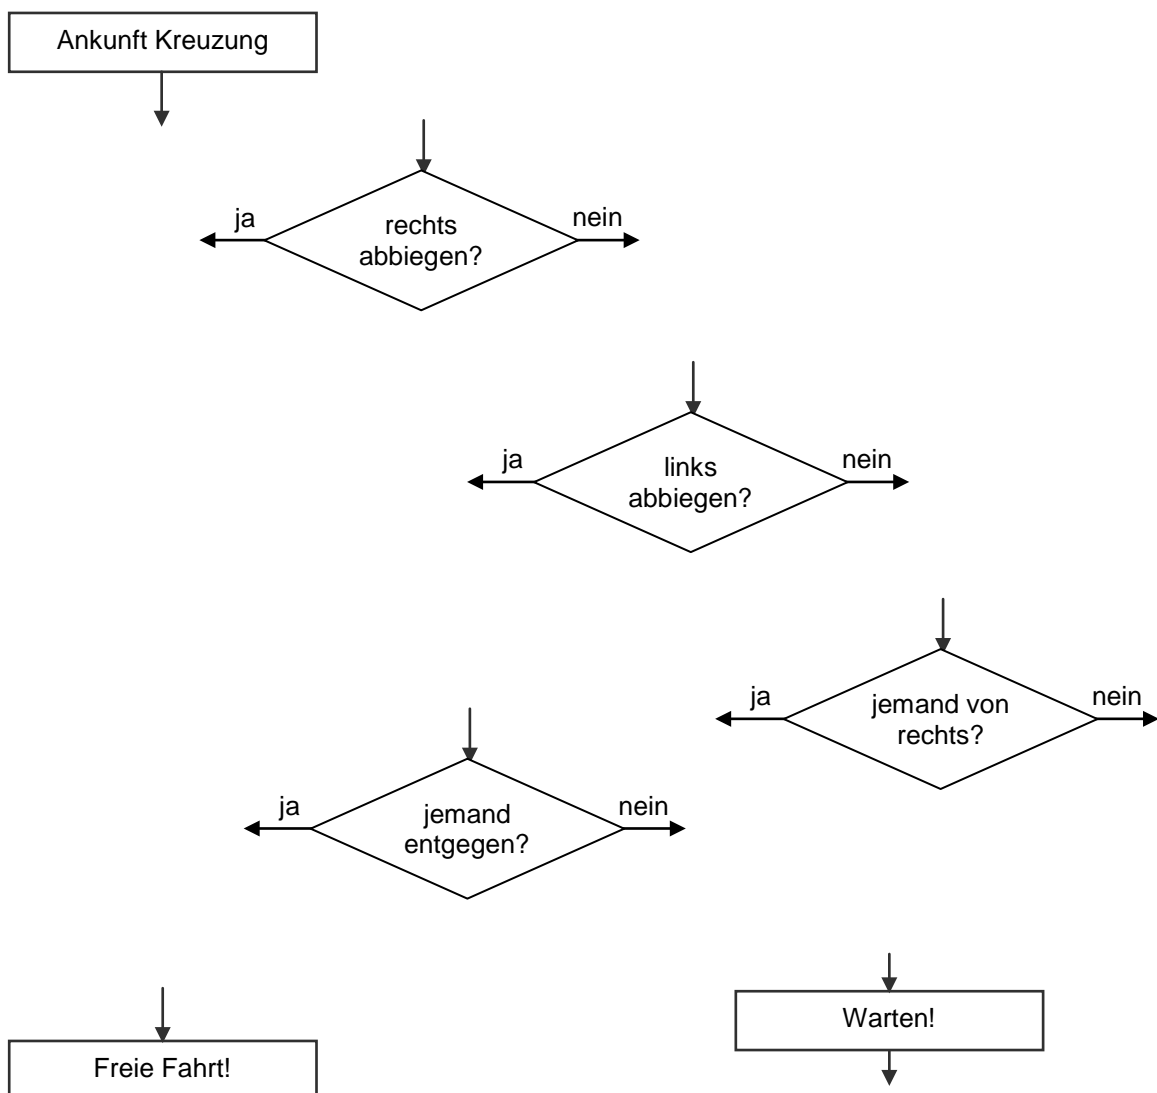 Ankunft Kreuzung
ja
rechts
abbiegen?
nein
ja
links
abbiegen?
nein
ja
jemand von
rechts?
nein
ja
jemand
entgegen?
nein
Warten!
Freie Fahrt!